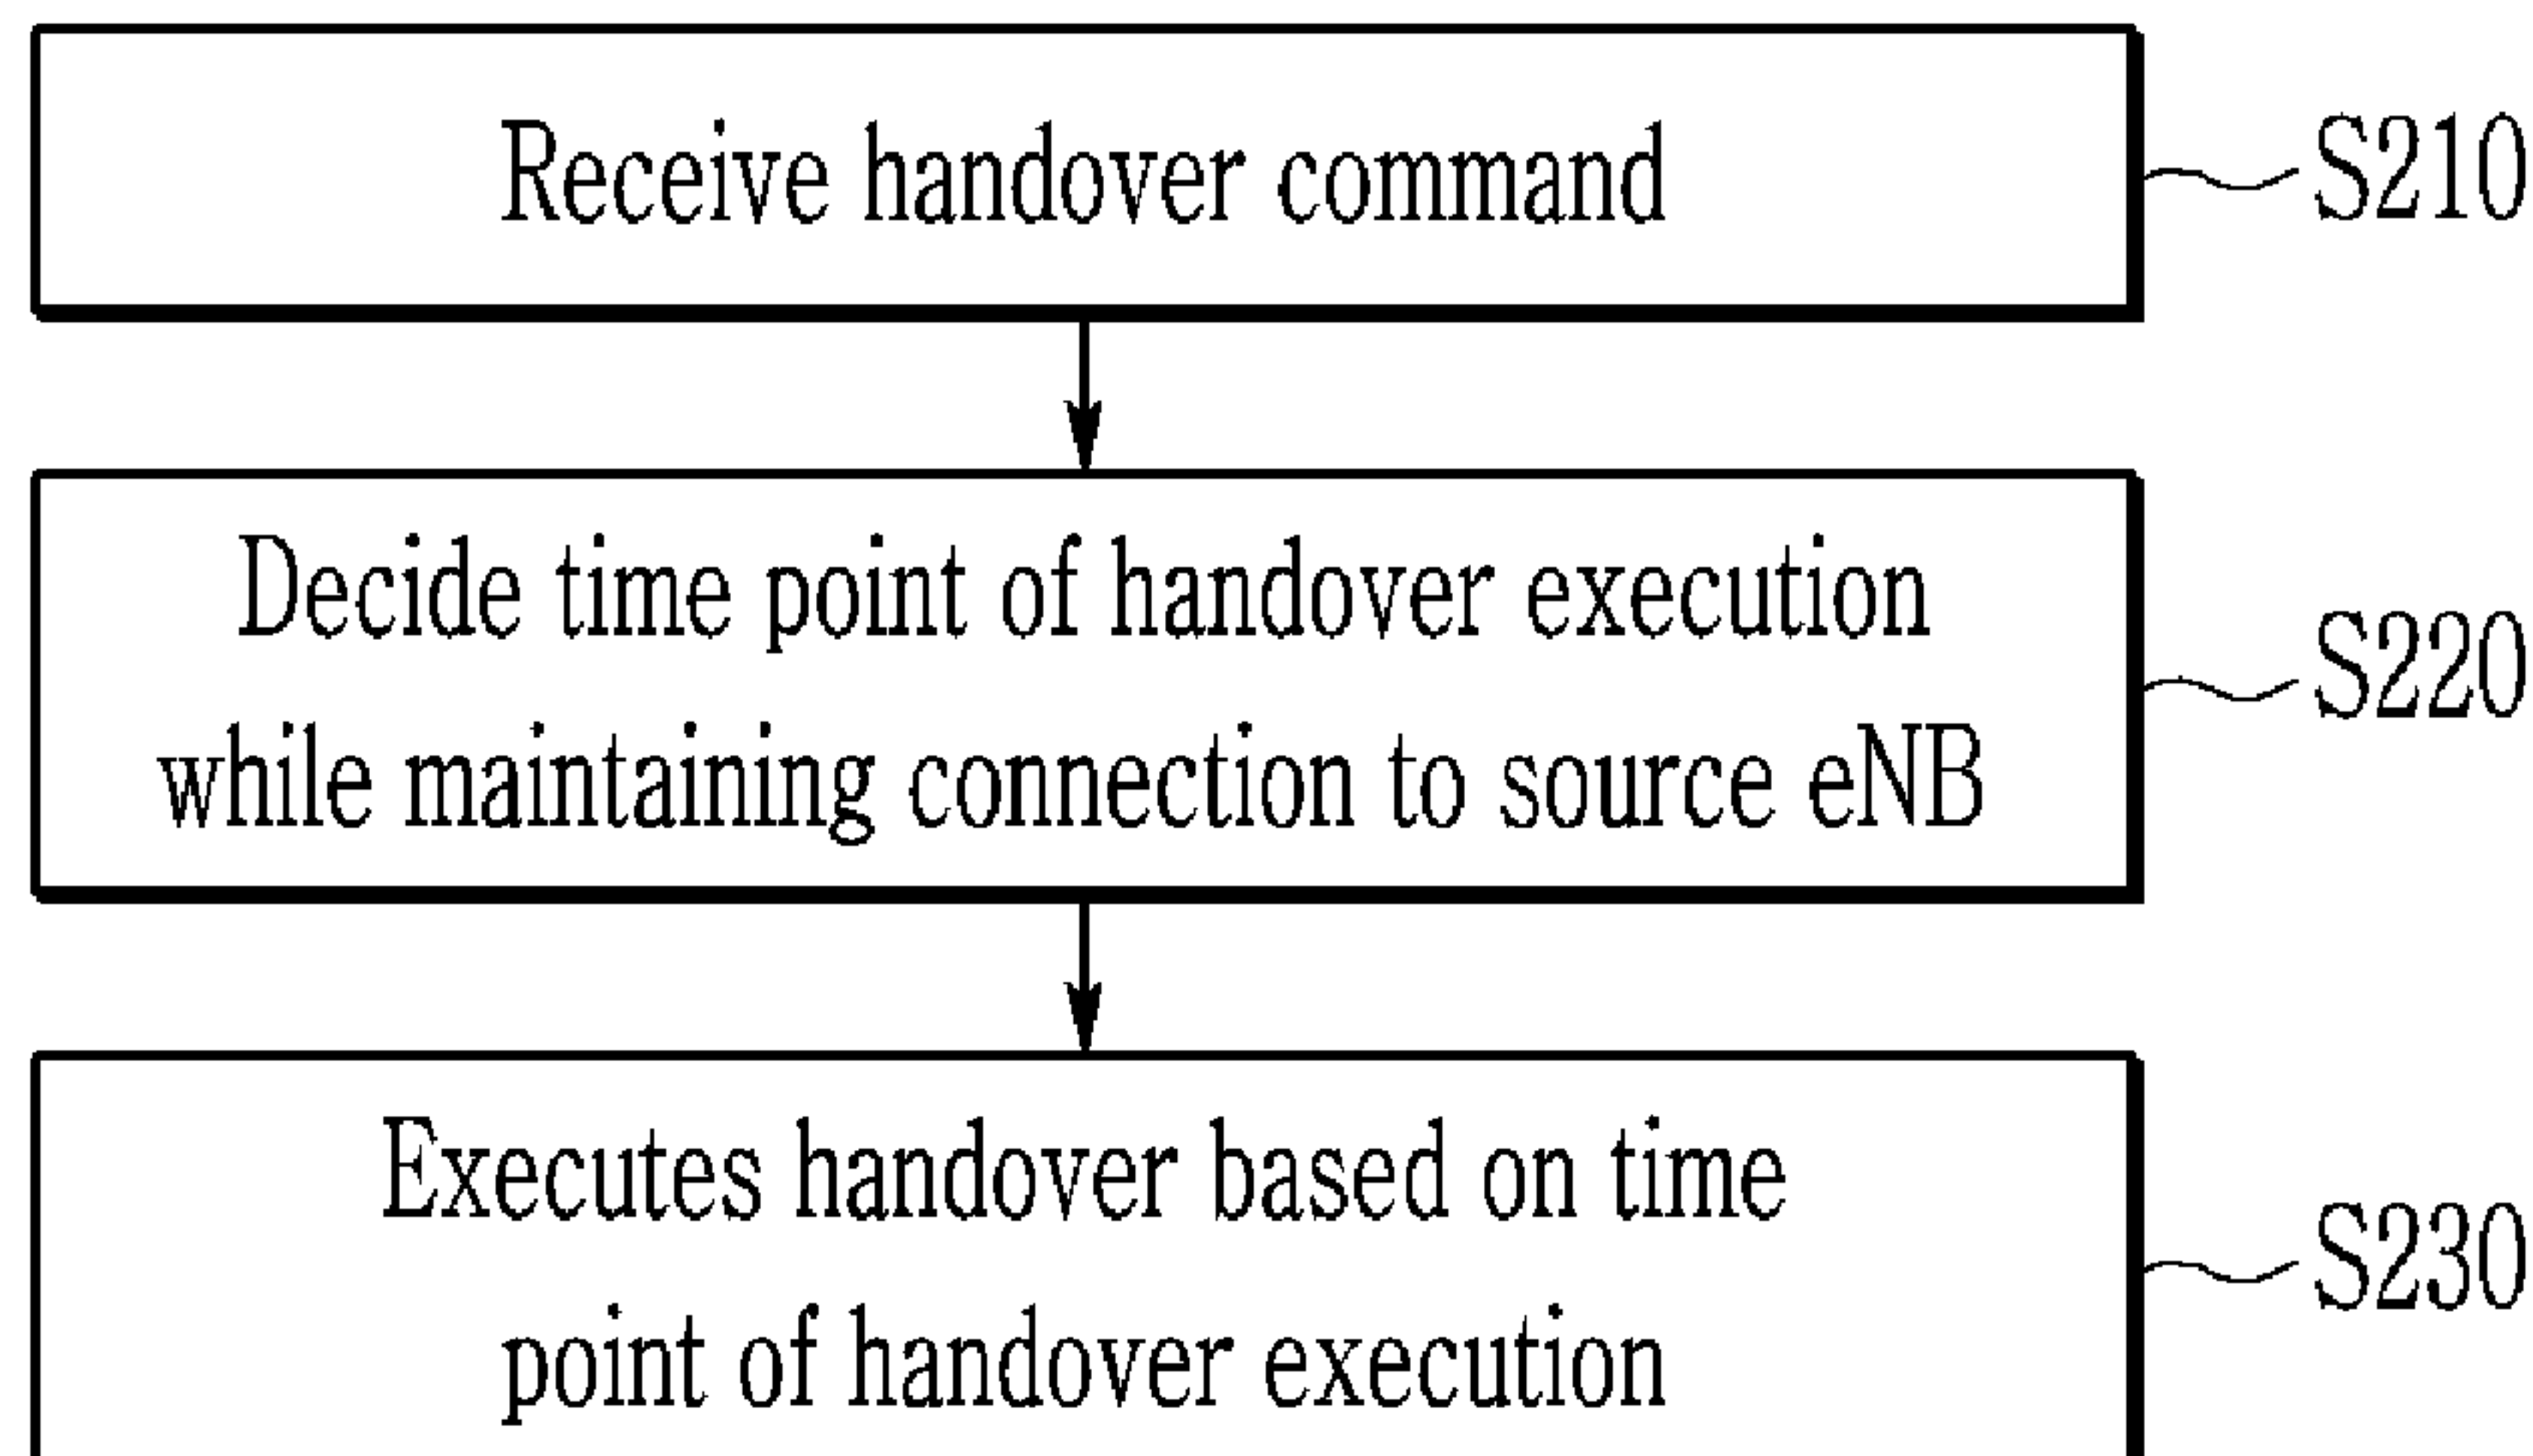 Receive handover command
S210
Decide time point of handover execution
while maintaining connection to source eNB
S220
Executes handover based on time
point of handover execution
S230